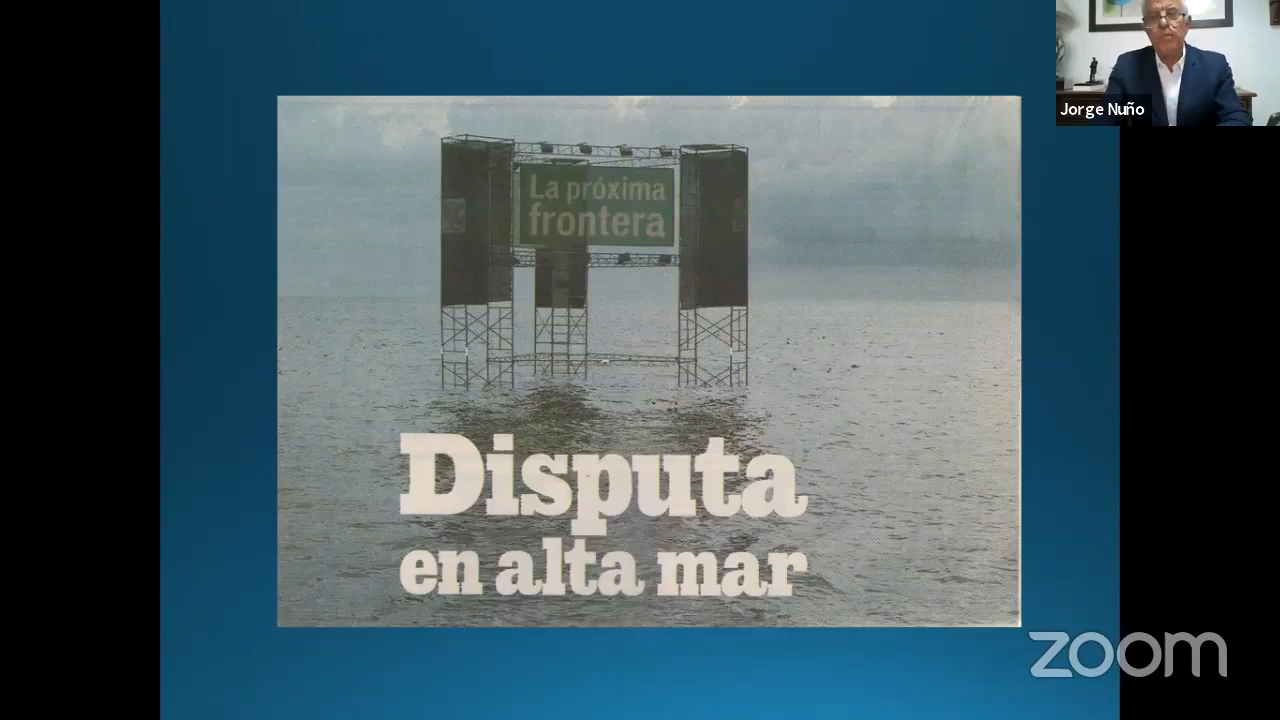 La próxima
frontera
Disputa
en alta mar
Jorge Nuño
zoom